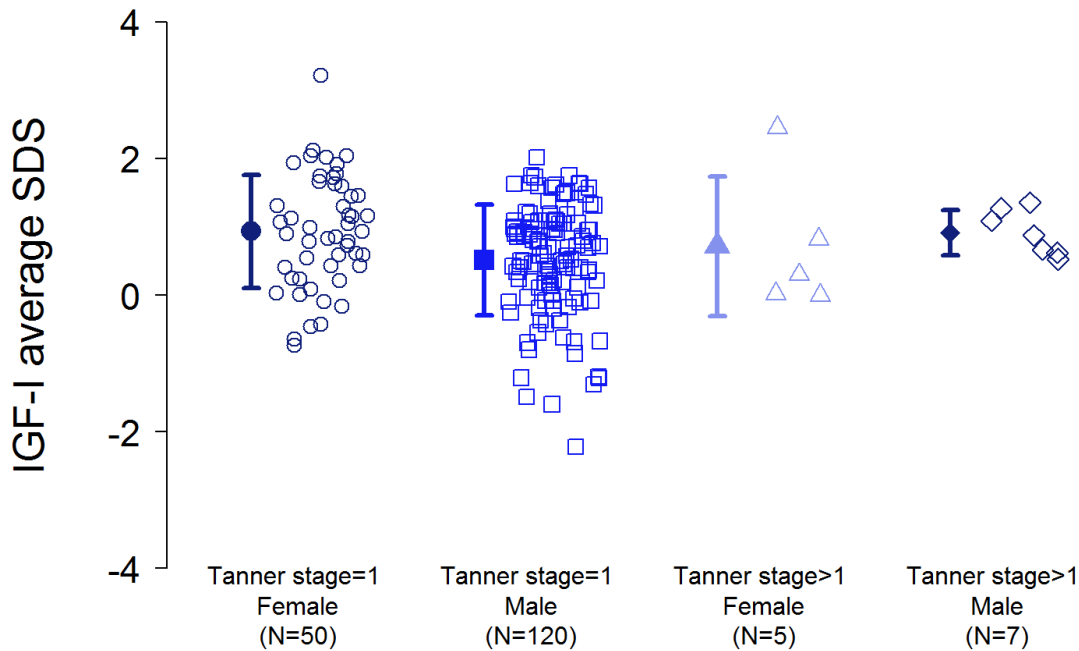 IGF-I average SDS
4
2
0
-2
-4
Tanner stage=1
Female
(N=50)
Tanner stage=1
Male
(N=120)
Tanner stage>1
Female
(N=5)
Tanner stage>1
Male
(N=7)